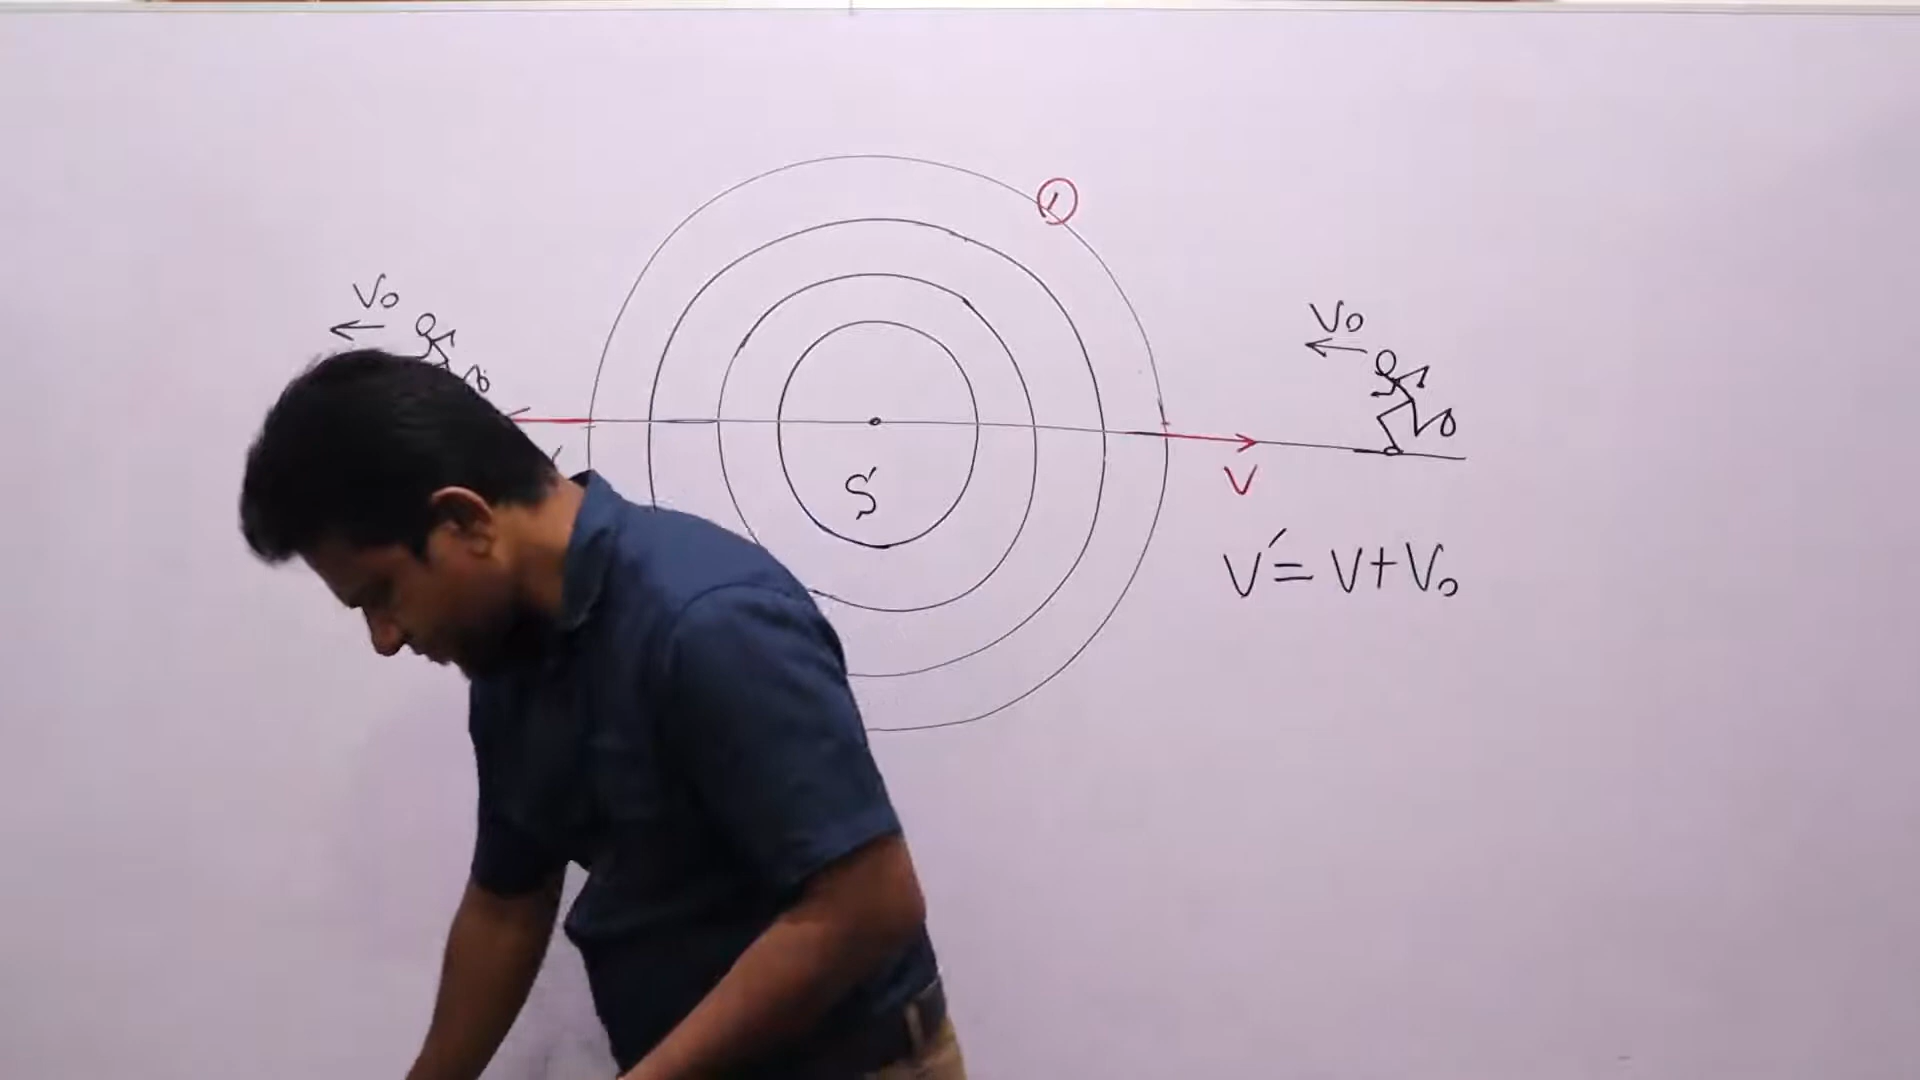 1
V₀
V₀
S
V
V′ = V + V₀